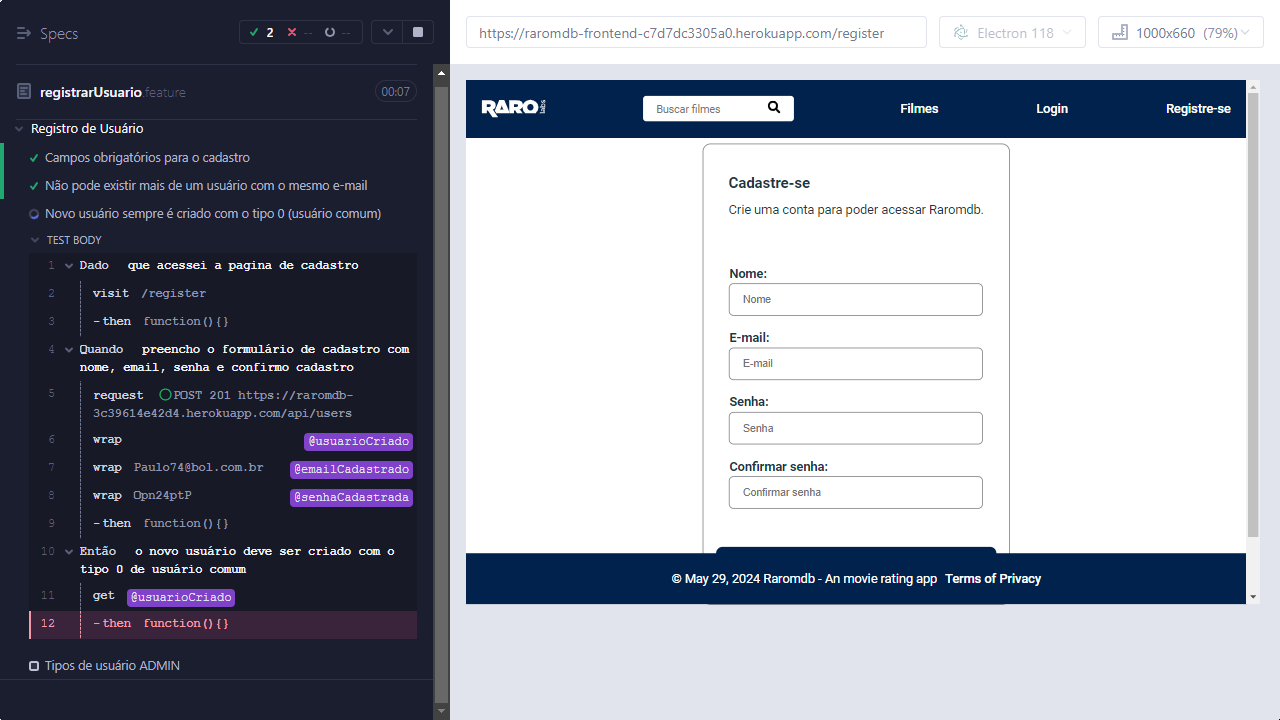 Specs
2
--
--
registrarUsuario.feature
00:07
Registro de Usuário
Campos obrigatórios para o cadastro
Não pode existir mais de um usuário com o mesmo e-mail
Novo usuário sempre é criado com o tipo 0 (usuário comum)
TEST BODY
1 Dado que acessei a pagina de cadastro
2 visit /register
3 -then function(){}
4 Quando preencho o formulário de cadastro com
nome, email, senha e confirmo cadastro
5 request POST 201 https://raromdb-
3c39614e42d4.herokuapp.com/api/users
6 wrap @usuarioCriado
7 wrap Paulo74@bol.com.br @emailCadastrado
8 wrap Opn24ptP @senhaCadastrada
9 -then function(){}
10 Então o novo usuário deve ser criado com o
tipo 0 de usuário comum
11 get @usuarioCriado
12 -then function(){}
Tipos de usuário ADMIN
https://raromdb-frontend-c7d7dc3305a0.herokuapp.com/register
Electron 118
1000x660 (79%)
RARO labs
Buscar filmes
Filmes
Login
Registre-se
Cadastre-se
Crie uma conta para poder acessar Raromdb.
Nome:
Nome
E-mail:
E-mail
Senha:
Senha
Confirmar senha:
Confirmar senha
© May 29, 2024 Raromdb - An movie rating app Terms of Privacy